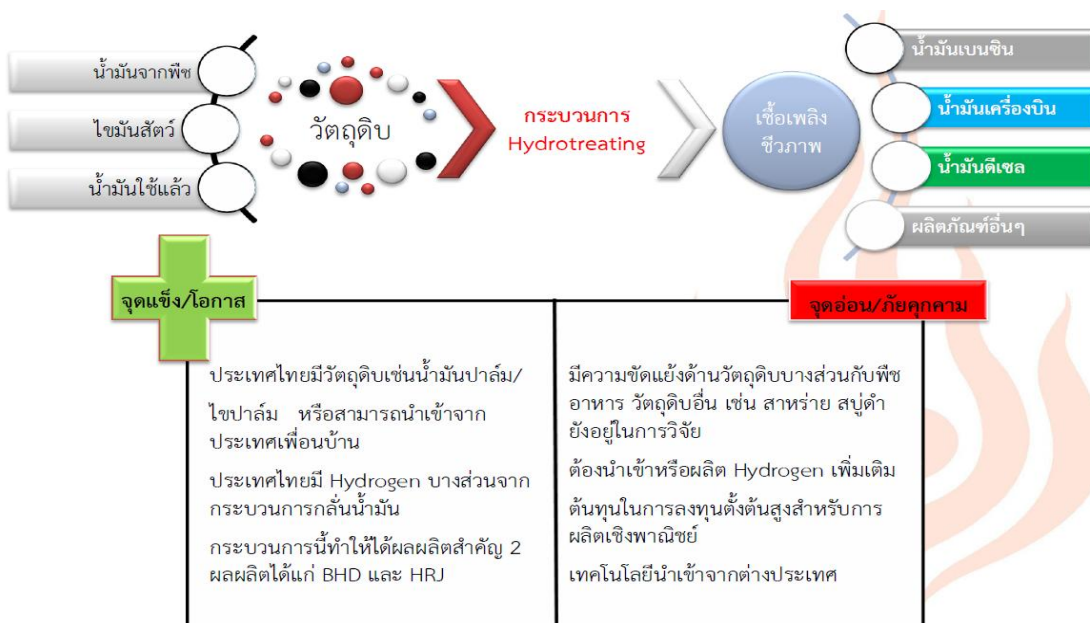 น้ำมันจากพืช
ไขมันสัตว์
น้ำมันใช้แล้ว
วัตถุดิบ
กระบวนการ
Hydrotreating
เชื้อเพลิง
ชีวภาพ
น้ำมันเบนซิน
น้ำมันเครื่องบิน
น้ำมันดีเซล
ผลิตภัณฑ์อื่นๆ
จุดแข็ง/โอกาส
ประเทศไทยมีวัตถุดิบเช่นน้ำมันปาล์ม/
ไขปาล์ม หรือสามารถนำเข้าจาก
ประเทศเพื่อนบ้าน
ประเทศไทยมี Hydrogen บางส่วนจาก
กระบวนการกลั่นน้ำมัน
กระบวนการนี้ทำให้ได้ผลผลิตสำคัญ 2
ผลผลิตได้แก่ BHD และ HRJ
จุดอ่อน/ภัยคุกคาม
มีความขัดแย้งด้านวัตถุดิบบางส่วนกับพืช
อาหาร วัตถุดิบอื่น เช่น สาหร่าย สบู่ดำ
ยังอยู่ในการวิจัย
ต้องนำเข้าหรือผลิต Hydrogen เพิ่มเติม
ต้นทุนในการลงทุนตั้งต้นสูงสำหรับการ
ผลิตเชิงพาณิชย์
เทคโนโลยีนำเข้าจากต่างประเทศ